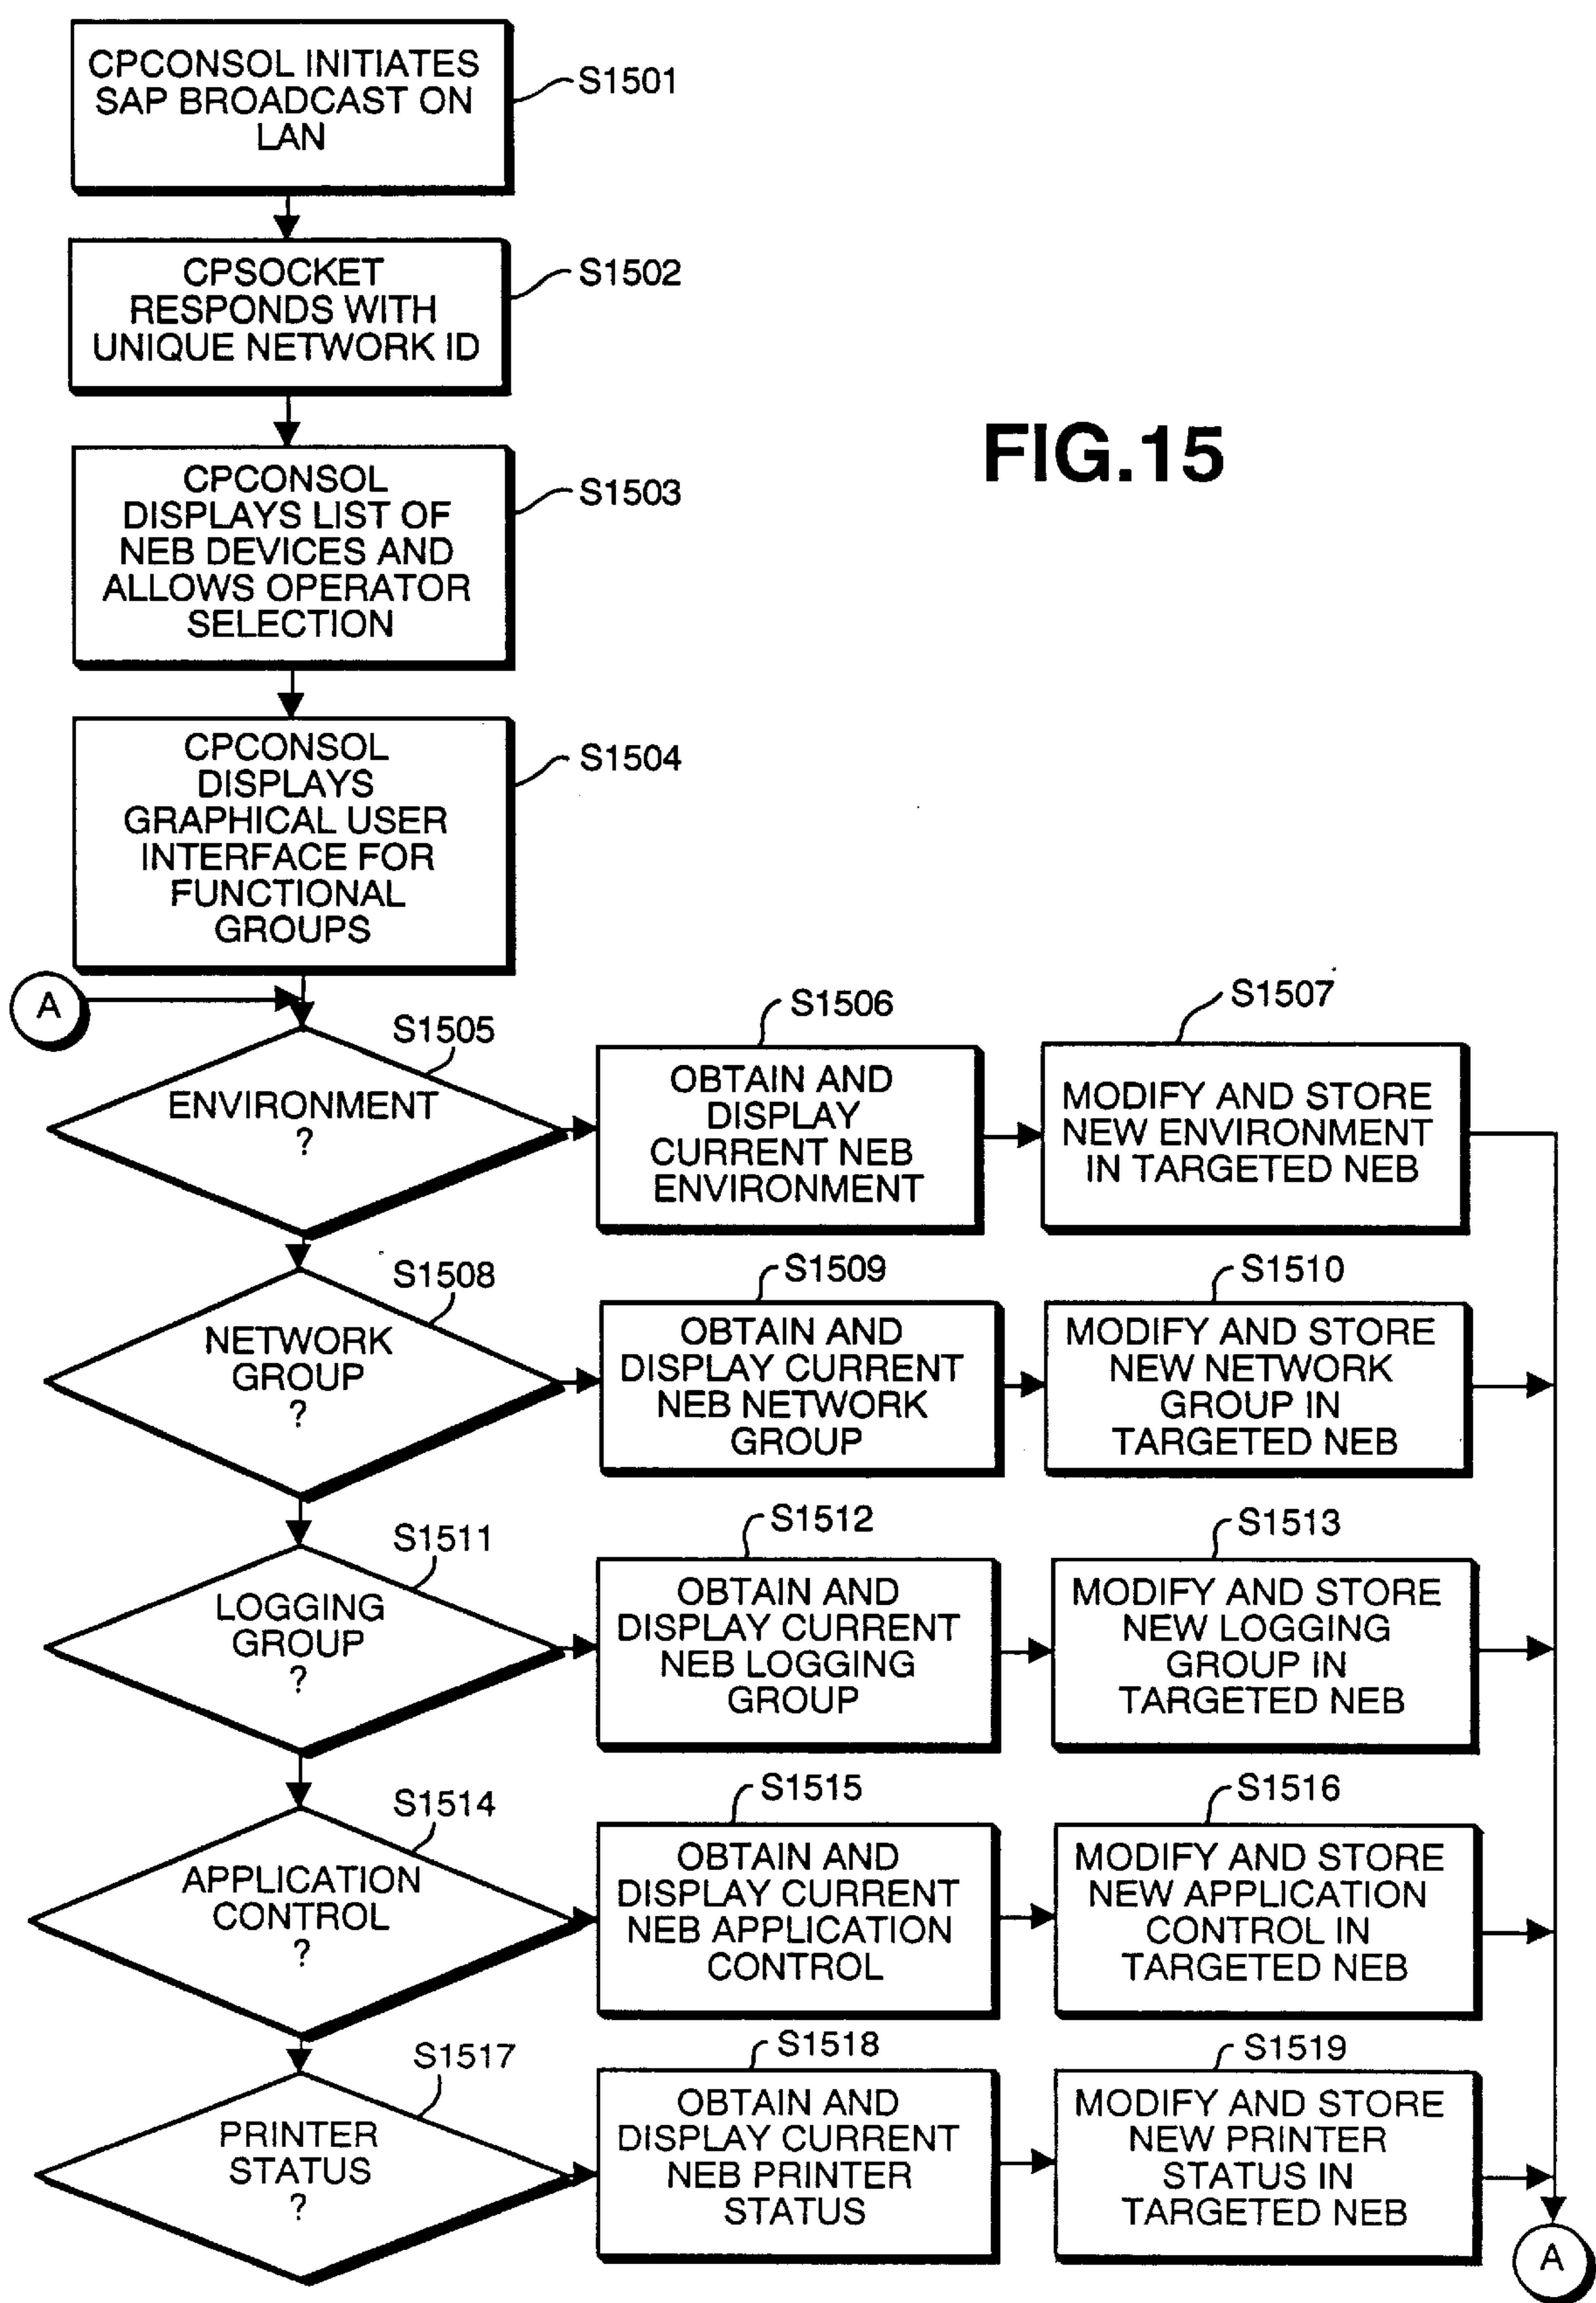 CPCONSOL INITIATES
SAP BROADCAST ON
LAN
S1501
CPSOCKET
RESPONDS WITH
UNIQUE NETWORK ID
S1502
FIG.15
CPCONSOL
DISPLAYS LIST OF
NEB DEVICES AND
ALLOWS OPERATOR
SELECTION
S1503
CPCONSOL
DISPLAYS
GRAPHICAL USER
INTERFACE FOR
FUNCTIONAL
GROUPS
S1504
A
S1505
ENVIRONMENT
?
S1506
OBTAIN AND
DISPLAY
CURRENT NEB
ENVIRONMENT
S1507
MODIFY AND STORE
NEW ENVIRONMENT
IN TARGETED NEB
S1508
NETWORK
GROUP
?
S1509
OBTAIN AND
DISPLAY CURRENT
NEB NETWORK
GROUP
S1510
MODIFY AND STORE
NEW NETWORK
GROUP IN
TARGETED NEB
S1511
LOGGING
GROUP
?
S1512
OBTAIN AND
DISPLAY CURRENT
NEB LOGGING
GROUP
S1513
MODIFY AND STORE
NEW LOGGING
GROUP IN
TARGETED NEB
S1514
APPLICATION
CONTROL
?
S1515
OBTAIN AND
DISPLAY CURRENT
NEB APPLICATION
CONTROL
S1516
MODIFY AND STORE
NEW APPLICATION
CONTROL IN
TARGETED NEB
S1517
PRINTER
STATUS
?
S1518
OBTAIN AND
DISPLAY CURRENT
NEB PRINTER
STATUS
S1519
MODIFY AND STORE
NEW PRINTER
STATUS IN
TARGETED NEB
A